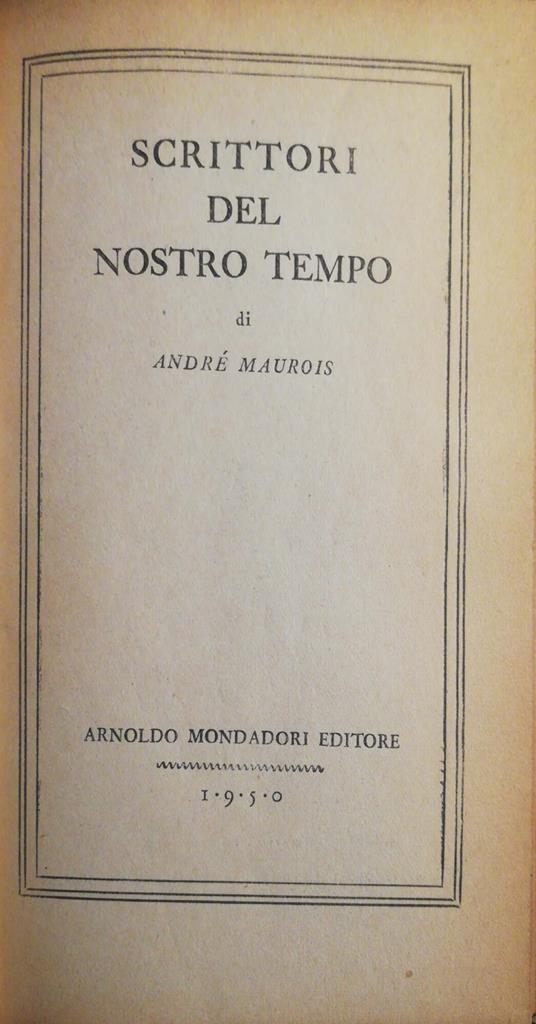 SCRITTORI
DEL
NOSTRO TEMPO
di
ANDRÉ MAUROIS
ARNOLDO MONDADORI EDITORE
1·9·5·0